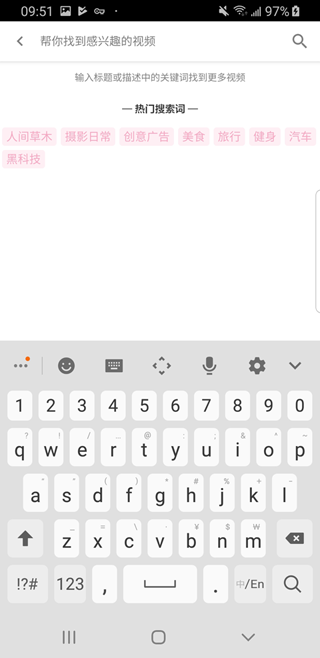 09:51 97%
帮你找到感兴趣的视频
输入标题或描述中的关键词找到更多视频
— 热门搜索词 —
人间草木 摄影日常 创意广告 美食 旅行 健身 汽车
黑科技
1 2 3 4 5 6 7 8 9 0
q w e r t y u i o p
a s d f g h j k l
z x c v b n m
!?# 123 , . 中/En